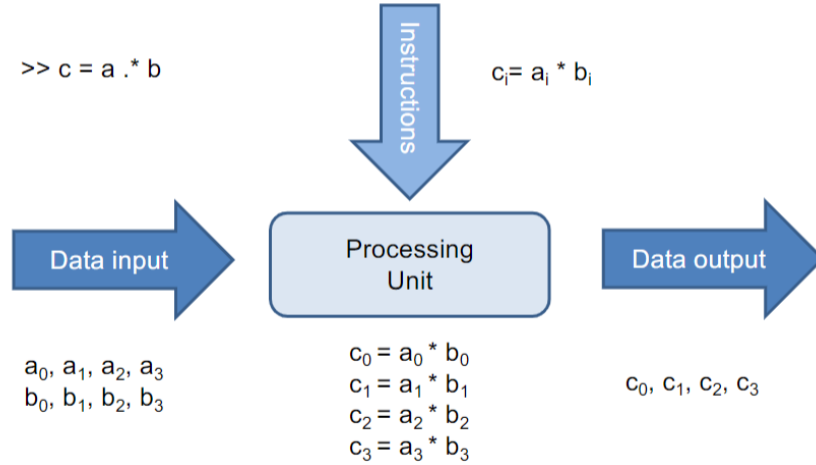 >> c = a .* b
Instructions
cᵢ= aᵢ * bᵢ
Data input
Processing
Unit
Data output
a₀, a₁, a₂, a₃
b₀, b₁, b₂, b₃
c₀ = a₀ * b₀
c₁ = a₁ * b₁
c₂ = a₂ * b₂
c₃ = a₃ * b₃
c₀, c₁, c₂, c₃